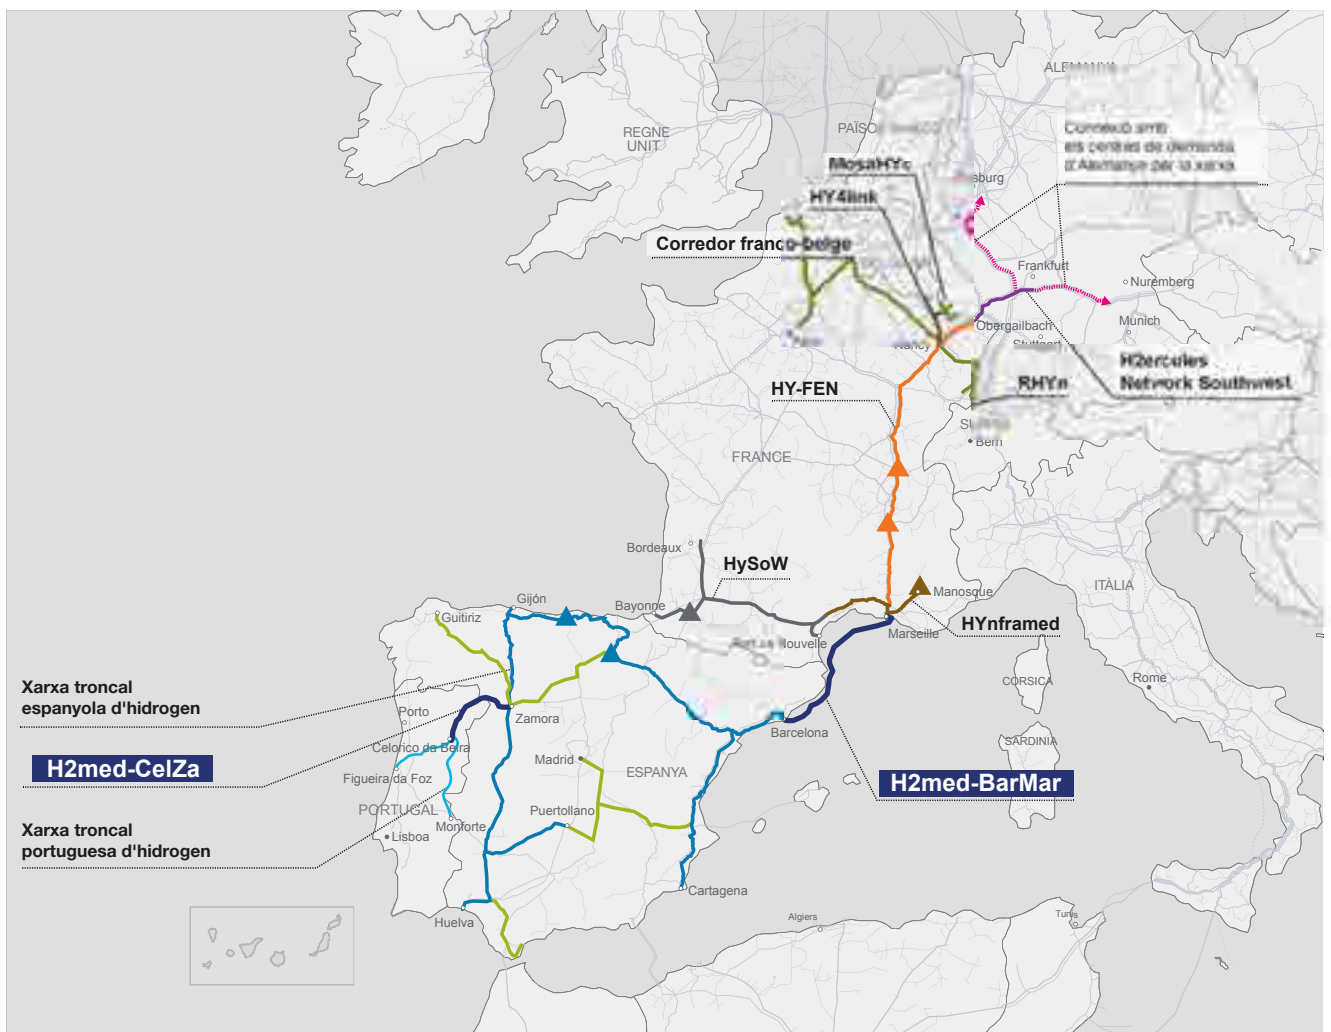 ALEMANYA
REGNE
UNIT
Connexió amb
els centres de demanda
d'Alemanya per la xarxa
MosaHYc
HY4link
Corredor franco-belge
Frankfurt
Nuremberg
Obergailbach
Munich
Nancy
H2ercules
Network Southwest
RHYn
HY-FEN
Bern
FRANCE
Bordeaux
HySoW
ITÀLIA
Manosque
Gijón
Bayonne
Guitiriz
HYnframed
Marseille
Nouvelle
CORSICA
Rome
Xarxa troncal
espanyola d'hidrogen
Porto
Zamora
Barcelona
SARDINIA
Celorico da Beira
H2med-CelZa
Madrid
ESPANYA
Figueira da Foz
H2med-BarMar
PORTUGAL
Puertollano
Monforte
Xarxa troncal
portuguesa d'hidrogen
Lisboa
Cartagena
Huelva
Algiers
Tunis